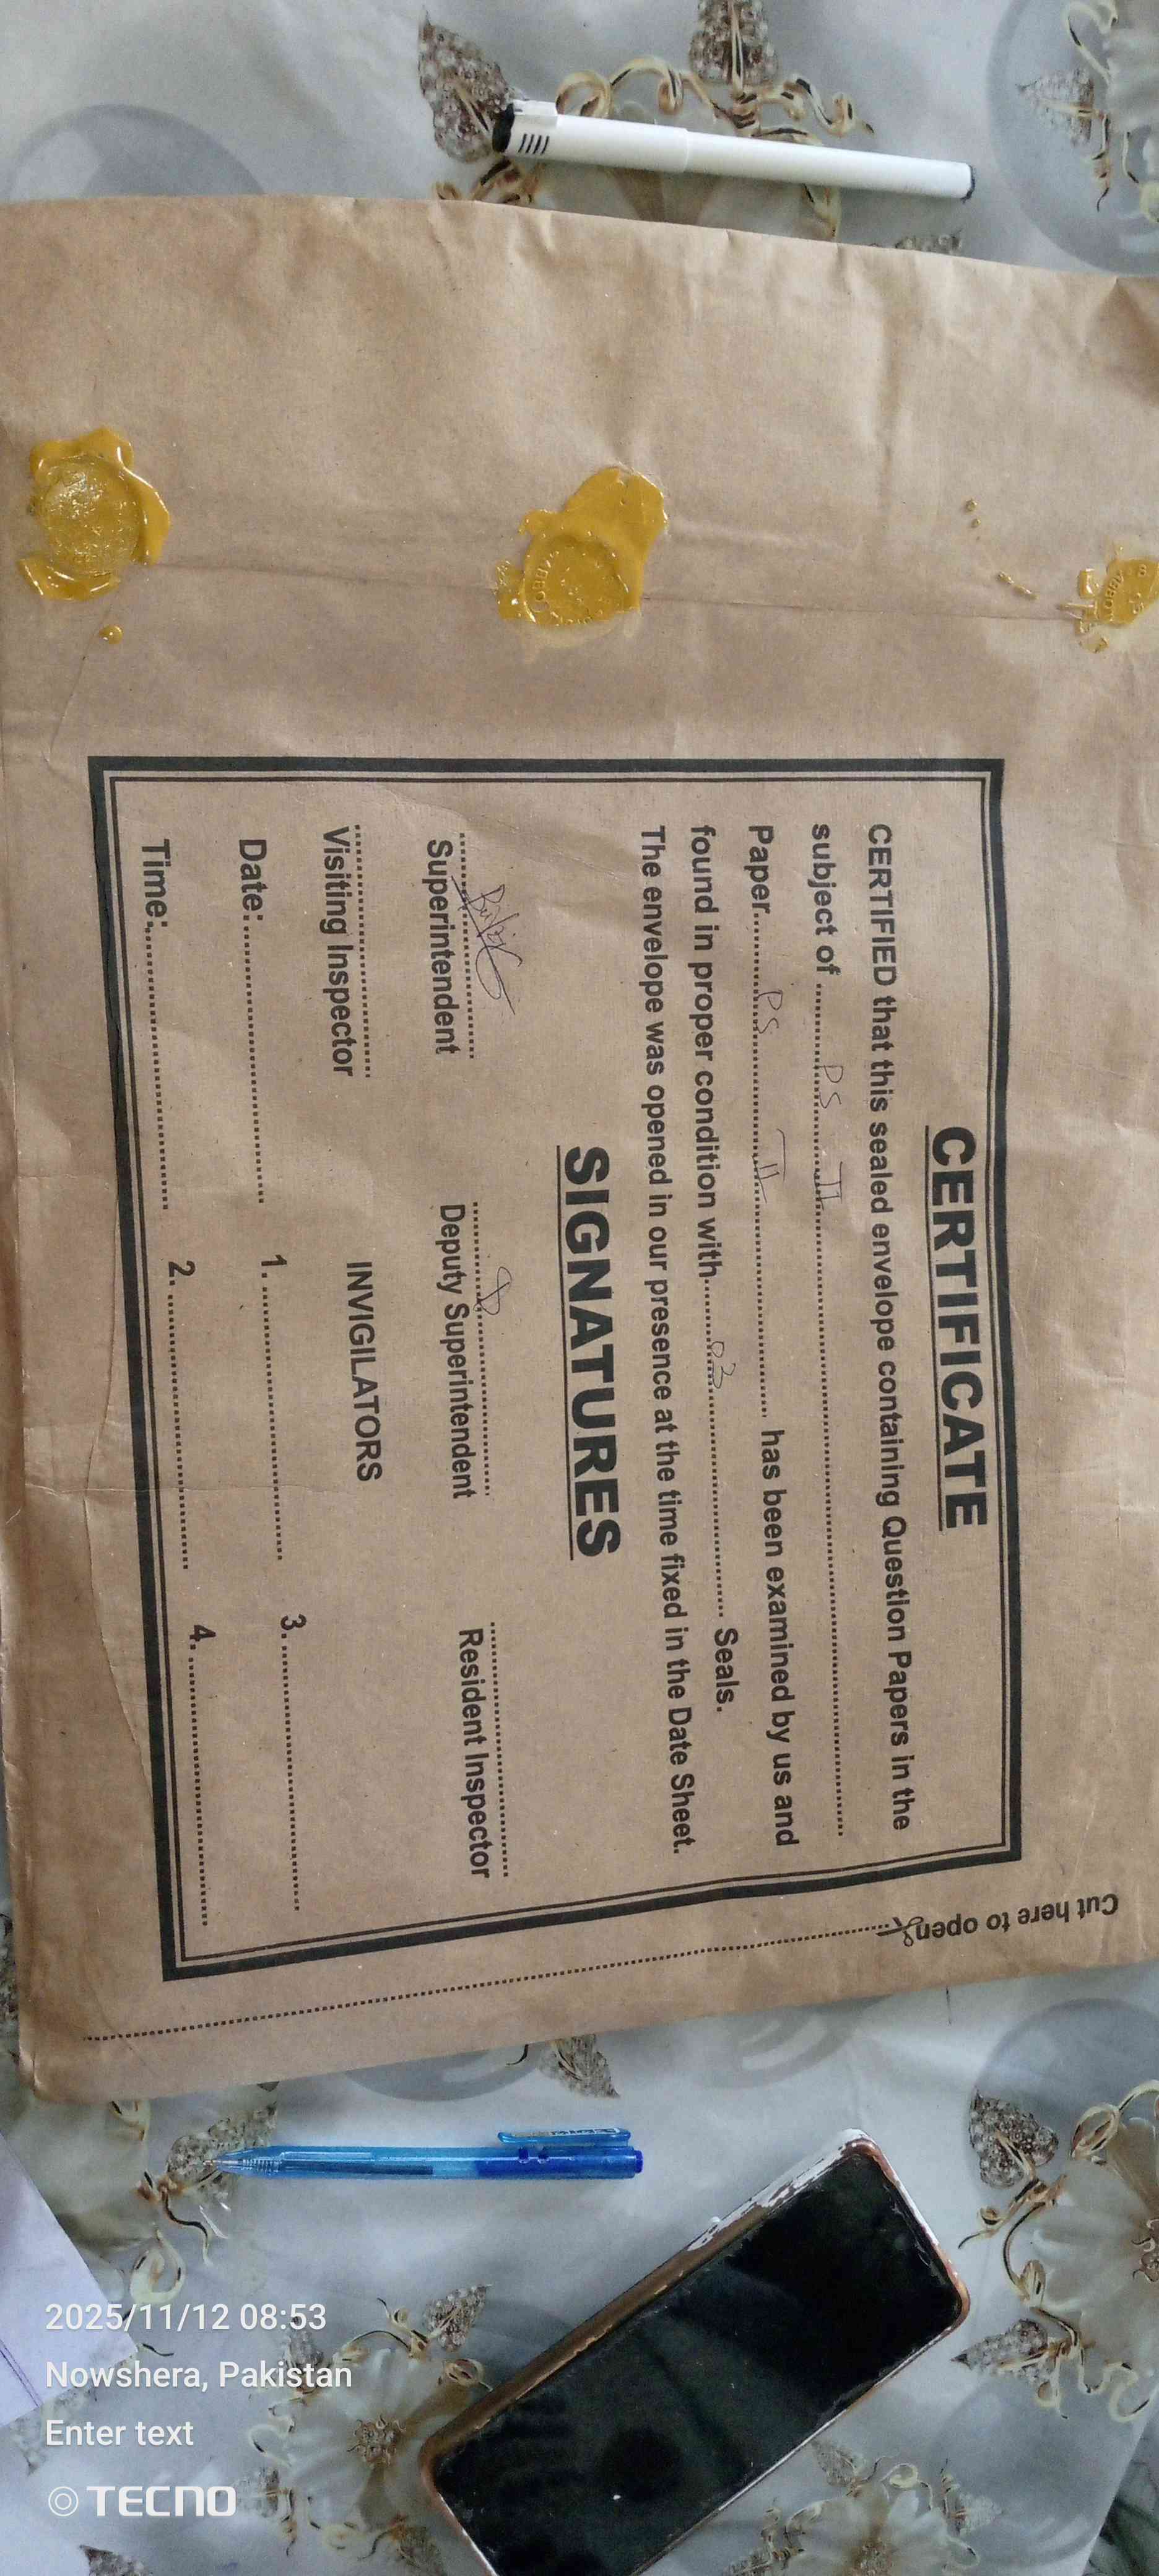 CERTIFICATE
CERTIFIED that this sealed envelope containing Question Papers in the
subject of ........ PS II ........
Paper........ PS II ........ has been examined by us and
found in proper condition with........ 03 ........ Seals.
The envelope was opened in our presence at the time fixed in the Date Sheet.
SIGNATURES
Superintendent Deputy Superintendent Resident Inspector
Visiting Inspector INVIGILATORS
Date:........ 1. ........ 3. ........
Time:........ 2. ........ 4. ........
Cut here to open
2025/11/12 08:53
Nowshera, Pakistan
Enter text
TECNO